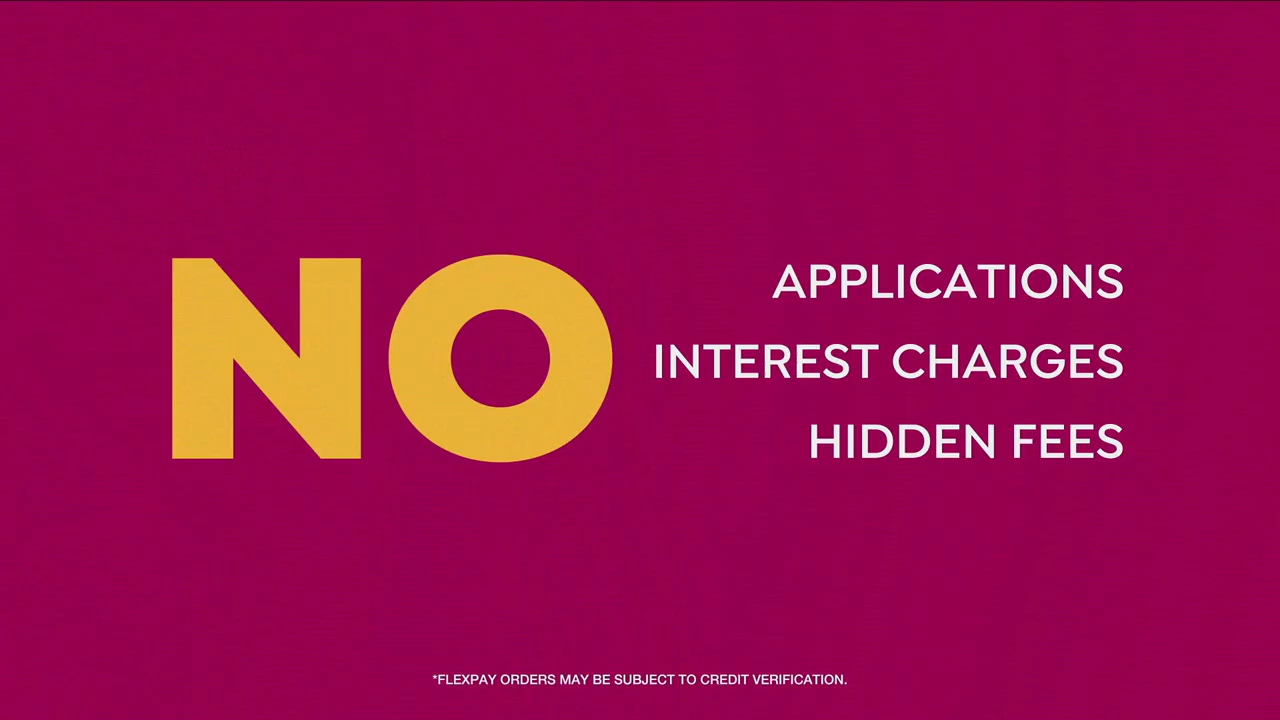 NO
APPLICATIONS
INTEREST CHARGES
HIDDEN FEES
*FLEXPAY ORDERS MAY BE SUBJECT TO CREDIT VERIFICATION.